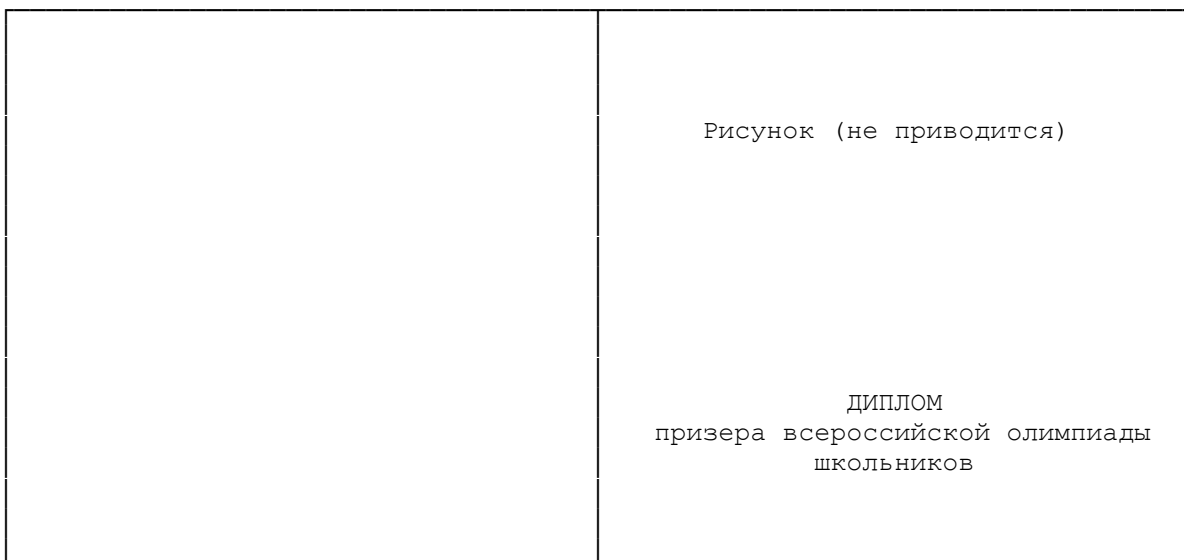 Рисунок (не приводится)
ДИПЛОМ
призера всероссийской олимпиады
школьников